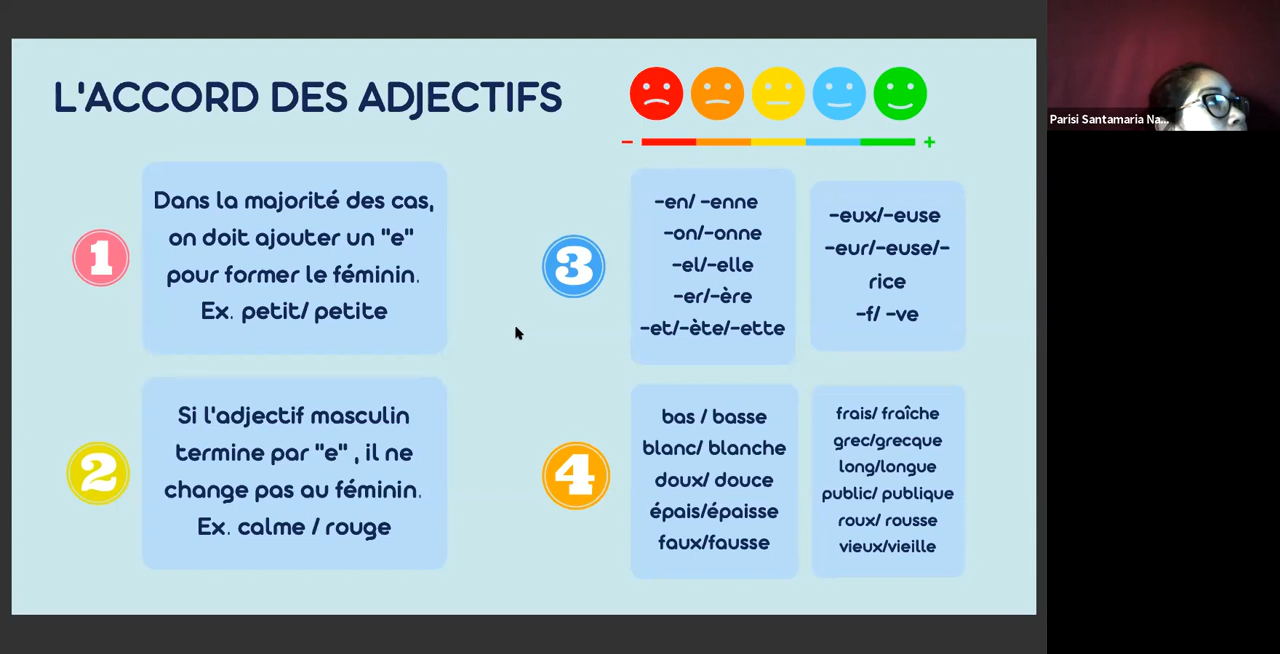 L'ACCORD DES ADJECTIFS
- +
1
Dans la majorité des cas,
on doit ajouter un "e"
pour former le féminin.
Ex. petit/ petite
2
Si l'adjectif masculin
termine par "e" , il ne
change pas au féminin.
Ex. calme / rouge
3
-en/ -enne
-on/-onne
-el/-elle
-er/-ère
-et/-ète/-ette
-eux/-euse
-eur/-euse/-
rice
-f/ -ve
4
bas / basse
blanc/ blanche
doux/ douce
épais/épaisse
faux/fausse
frais/ fraîche
grec/grecque
long/longue
public/ publique
roux/ rousse
vieux/vieille
Parisi Santamaria Na...